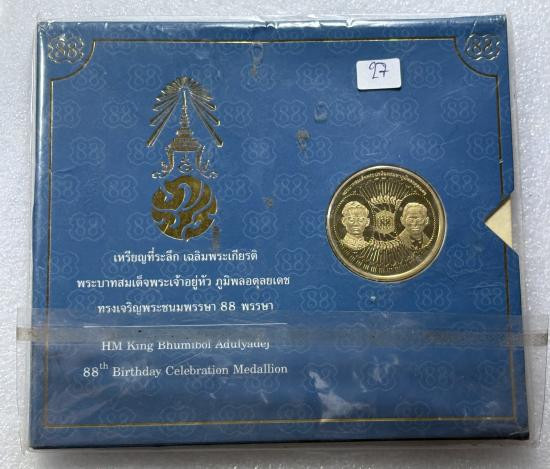 88
88
27
เหรียญที่ระลึก เฉลิมพระเกียรติ
พระบาทสมเด็จพระเจ้าอยู่หัว ภูมิพลอดุลยเดช
ทรงเจริญพระชนมพรรษา 88 พรรษา
HM King Bhumibol Adulyadej
88th Birthday Celebration Medallion